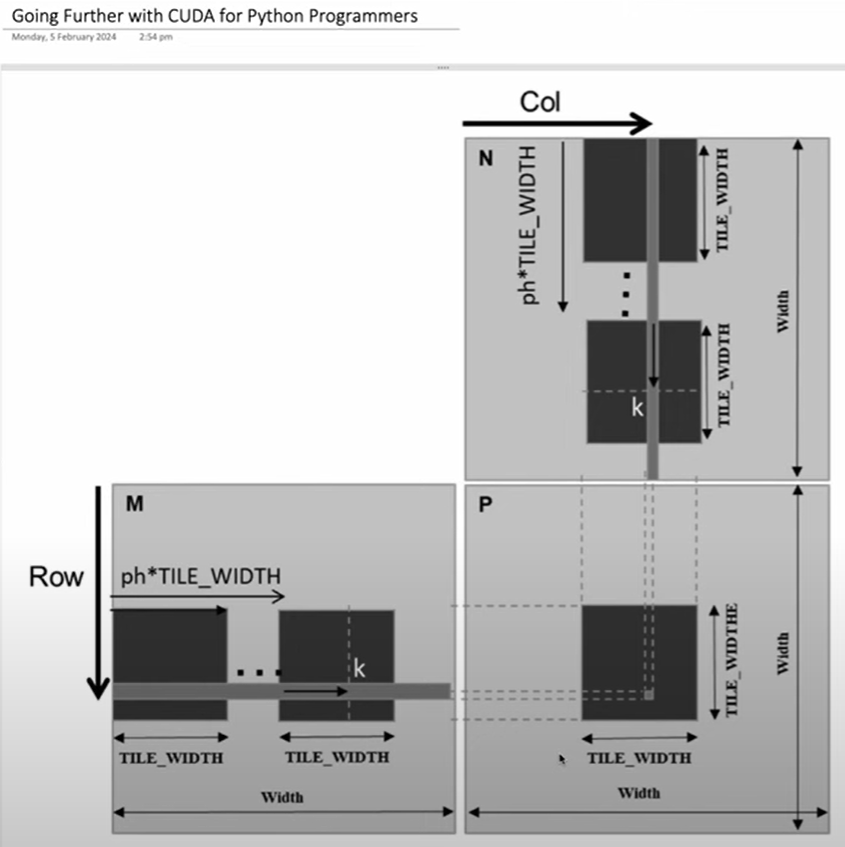 Going Further with CUDA for Python Programmers
Monday, 5 February 2024 2:54 pm
Col
N
ph*TILE_WIDTH
TILE_WIDTH
Width
TILE_WIDTH
k
M
P
Row
ph*TILE_WIDTH
k
TILE_WIDTHE
Width
TILE_WIDTH
TILE_WIDTH
TILE_WIDTH
Width
Width